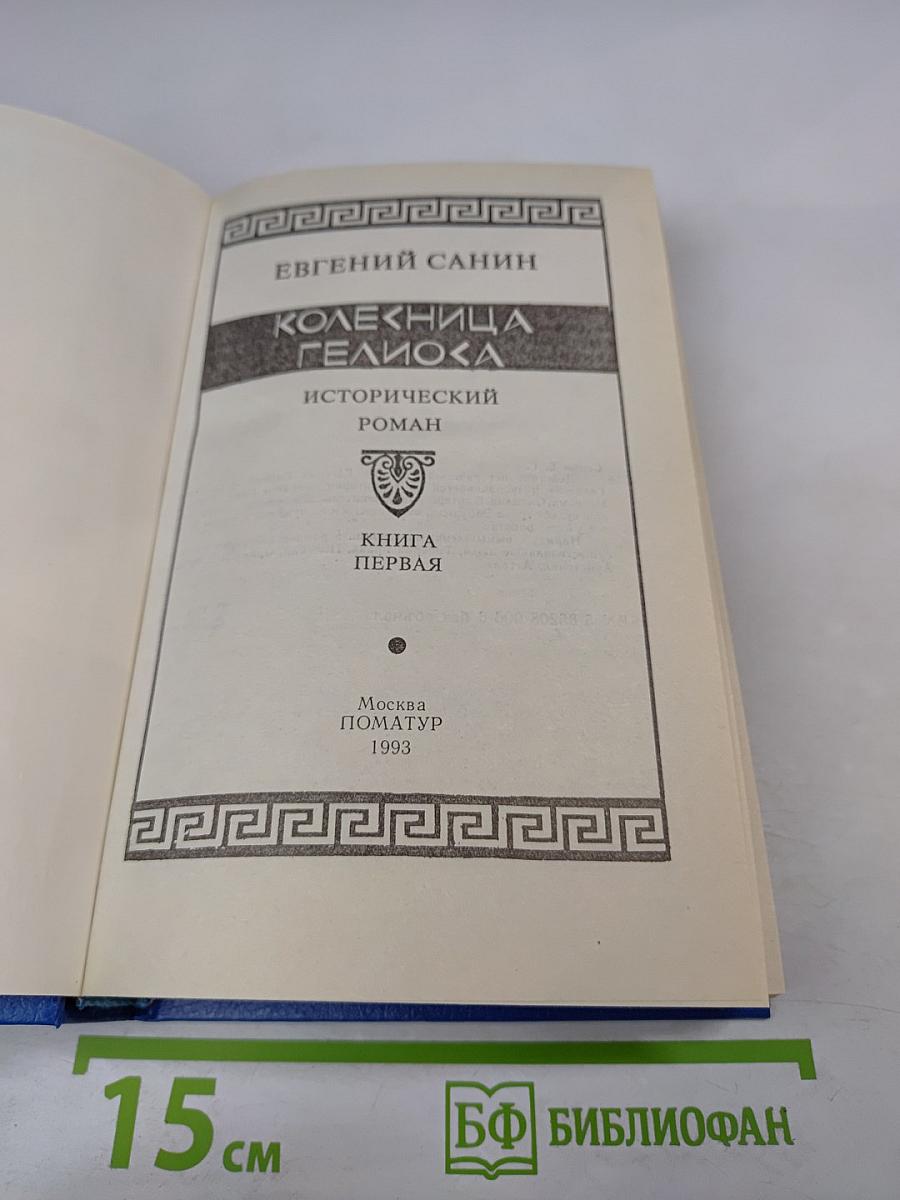 ЕВГЕНИЙ САНИН
КОЛЕСНИЦА
ГЕЛИОСА
ИСТОРИЧЕСКИЙ
РОМАН
КНИГА
ПЕРВАЯ
Москва
ПОМАТУР
1993
15 см
БФ БИБЛИОФАН